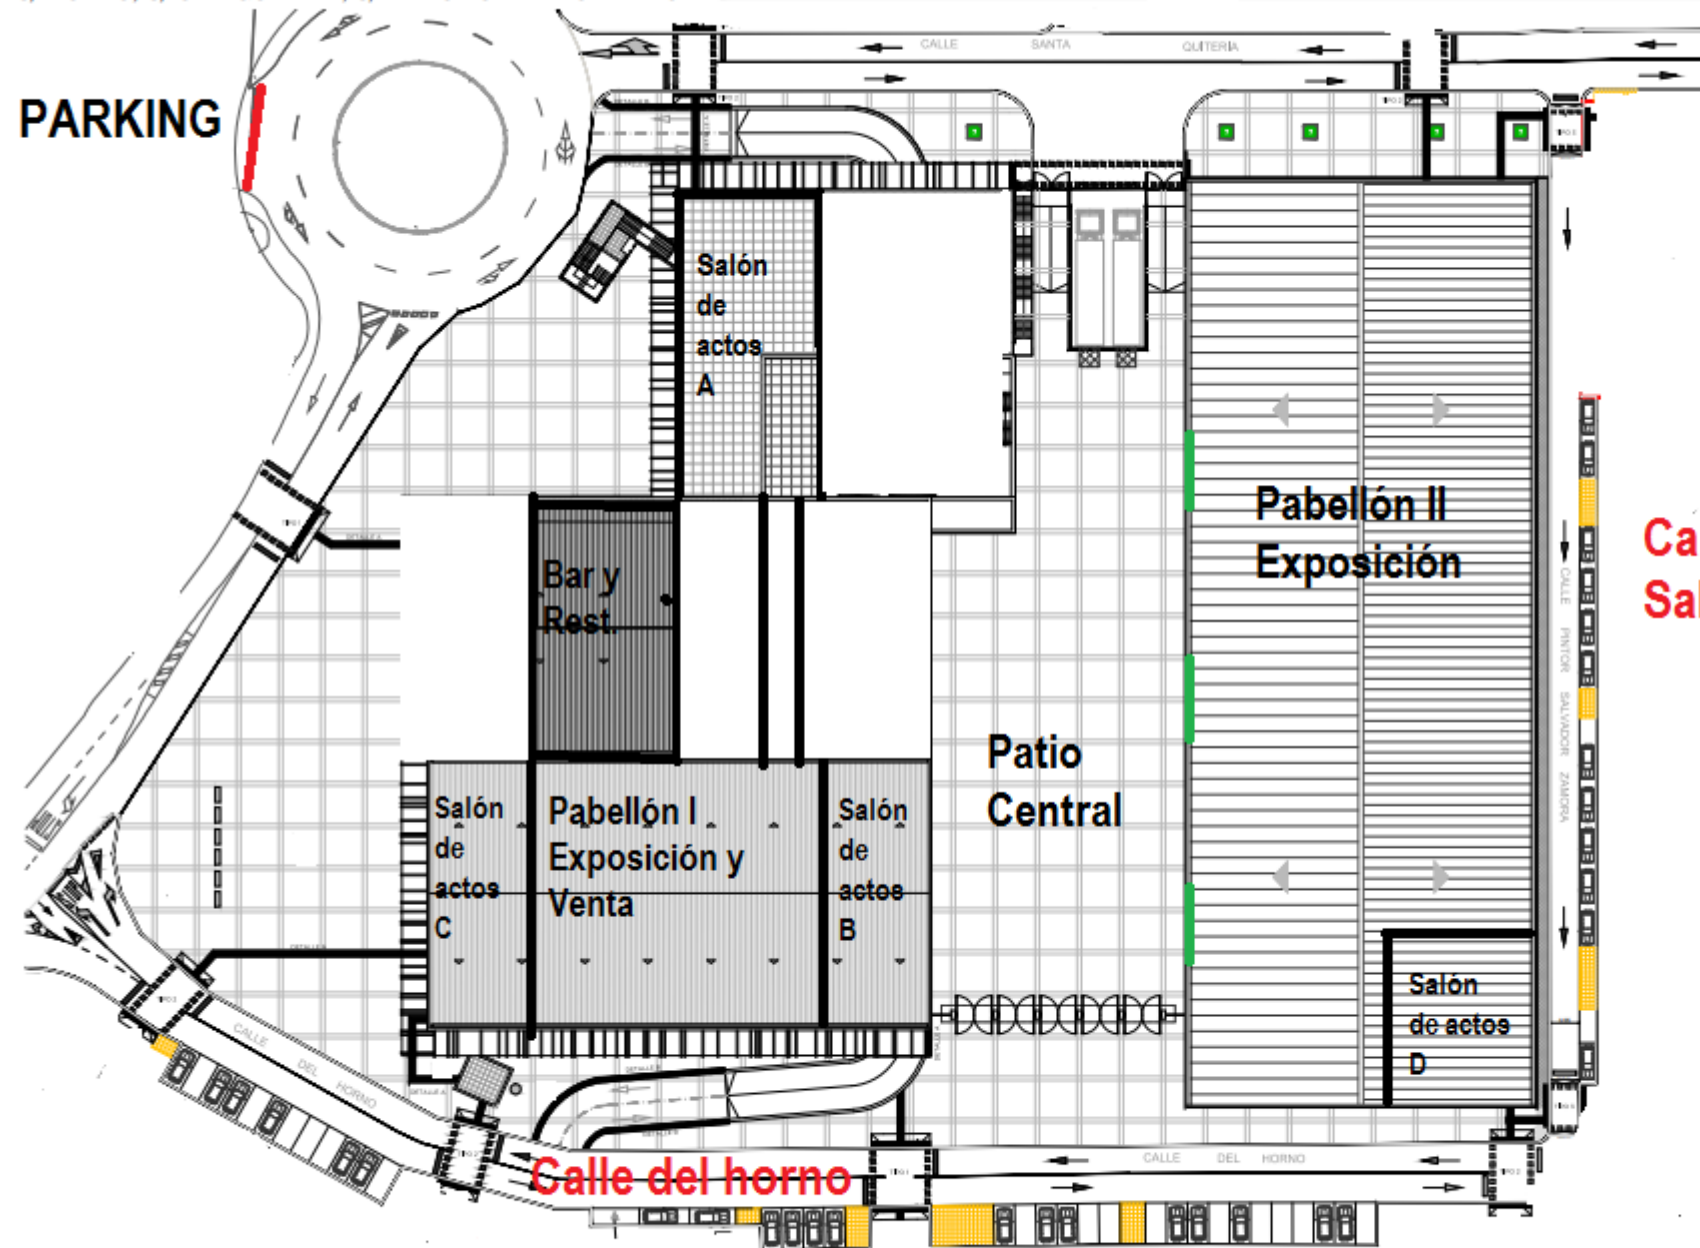 CALLE SANTA QUITERIA
PARKING
Salón
de
actos
A
Pabellón II
Exposición
Ca
Sal
Bar y
Rest.
CALLE PINTOR SALVADOR ZAMORA
Patio
Central
Salón
de
actos
C
Pabellón I
Exposición y
Venta
Salón
de
actos
B
Salón
de actos
D
CALLE DEL HORNO
Calle del horno
CALLE DEL HORNO